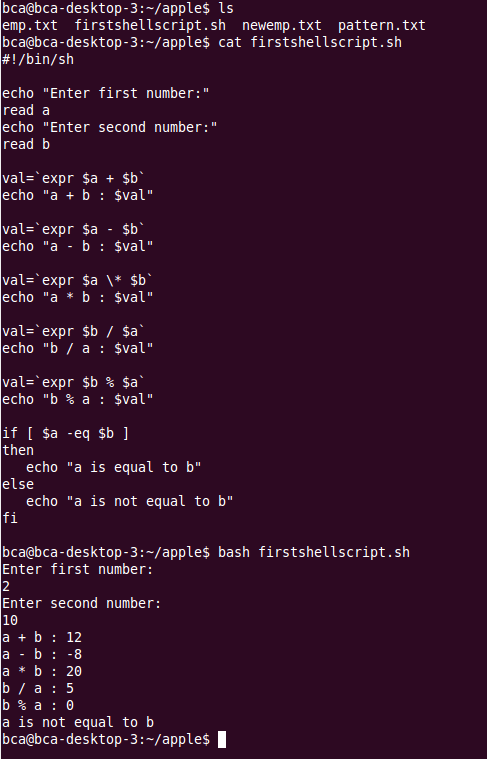 bca@bca-desktop-3:~/apple$ ls
emp.txt  firstshellscript.sh  newemp.txt  pattern.txt
bca@bca-desktop-3:~/apple$ cat firstshellscript.sh
#!/bin/sh

echo "Enter first number:"
read a
echo "Enter second number:"
read b

val=`expr $a + $b`
echo "a + b : $val"

val=`expr $a - $b`
echo "a - b : $val"

val=`expr $a \* $b`
echo "a * b : $val"

val=`expr $b / $a`
echo "b / a : $val"

val=`expr $b % $a`
echo "b % a : $val"

if [ $a -eq $b ]
then
   echo "a is equal to b"
else
   echo "a is not equal to b"
fi

bca@bca-desktop-3:~/apple$ bash firstshellscript.sh
Enter first number:
2
Enter second number:
10
a + b : 12
a - b : -8
a * b : 20
b / a : 5
b % a : 0
a is not equal to b
bca@bca-desktop-3:~/apple$